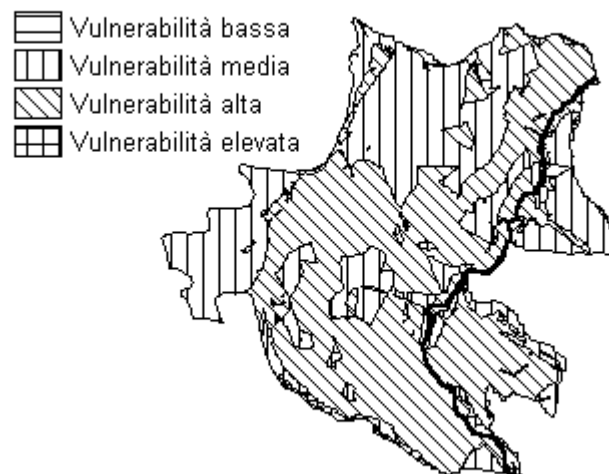 Vulnerabilità bassa
Vulnerabilità media
Vulnerabilità alta
Vulnerabilità elevata